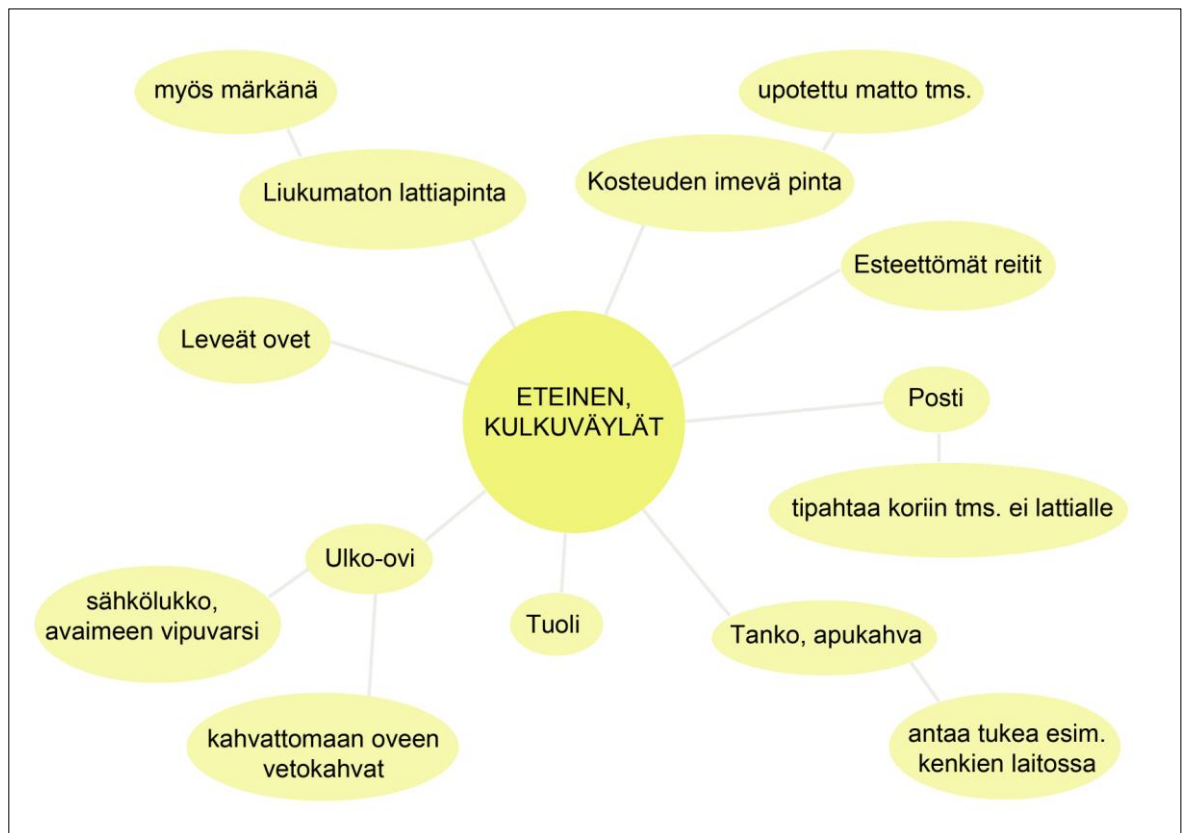 myös märkänä
upotettu matto tms.
Liukumaton lattiapinta
Kosteuden imevä pinta
Esteettömät reitit
Leveät ovet
ETEINEN,
KULKUVÄYLÄT
Posti
tipahtaa koriin tms. ei lattialle
Ulko-ovi
sähkölukko,
avaimeen vipuvarsi
Tuoli
Tanko, apukahva
kahvattomaan oveen
vetokahvat
antaa tukea esim.
kenkien laitossa